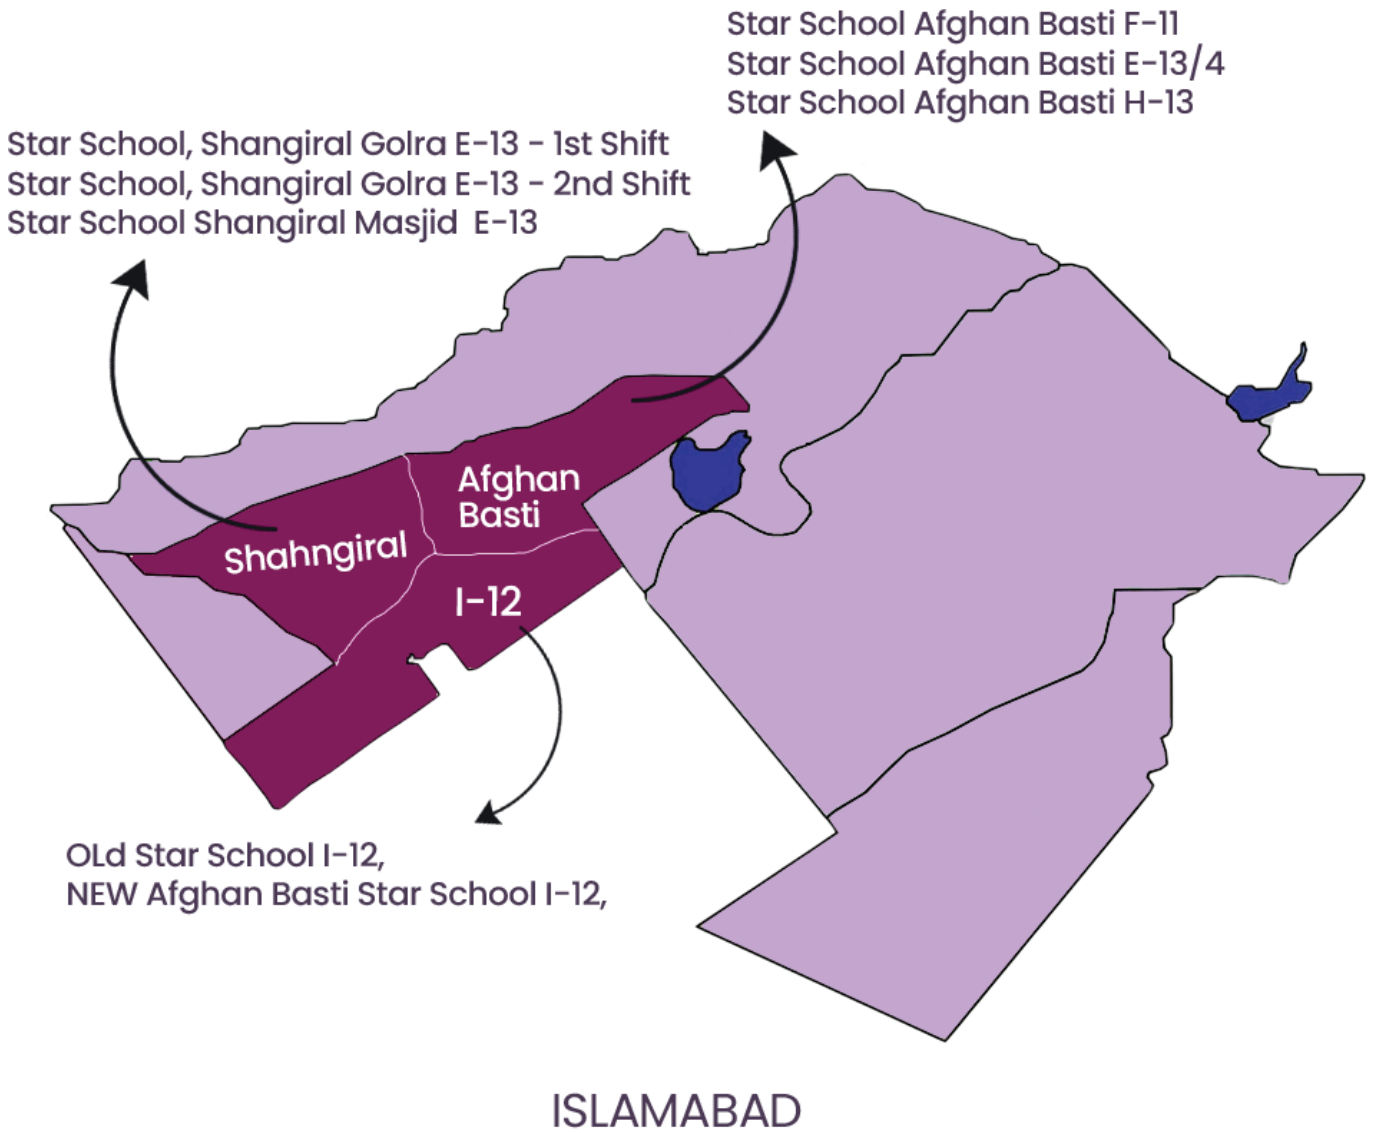 Star School Afghan Basti F-11
Star School Afghan Basti E-13/4
Star School Afghan Basti H-13
Star School, Shangiral Golra E-13 - 1st Shift
Star School, Shangiral Golra E-13 - 2nd Shift
Star School Shangiral Masjid E-13
Afghan
Basti
Shahngiral
I-12
OLd Star School I-12,
NEW Afghan Basti Star School I-12,
ISLAMABAD